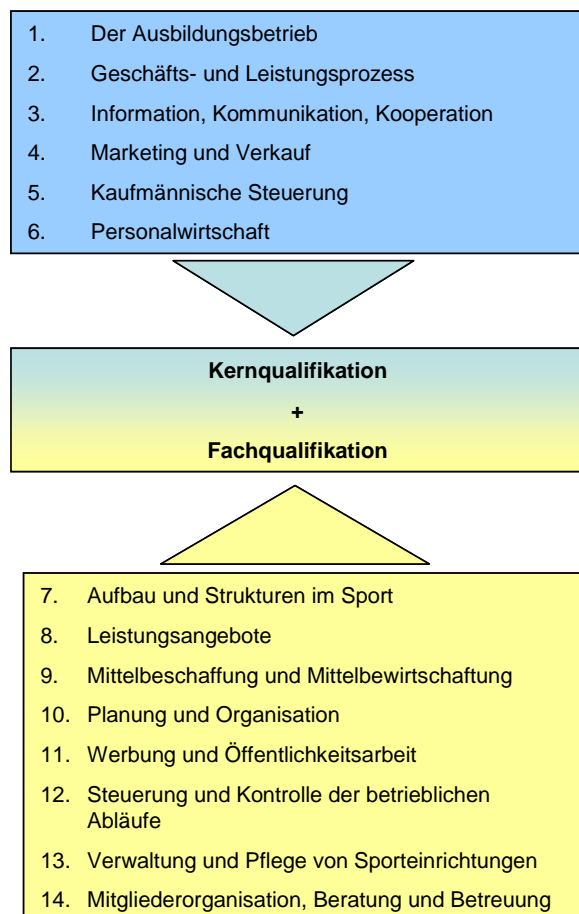 1. Der Ausbildungsbetrieb
2. Geschäfts- und Leistungsprozess
3. Information, Kommunikation, Kooperation
4. Marketing und Verkauf
5. Kaufmännische Steuerung
6. Personalwirtschaft
Kernqualifikation
+
Fachqualifikation
7. Aufbau und Strukturen im Sport
8. Leistungsangebote
9. Mittelbeschaffung und Mittelbewirtschaftung
10. Planung und Organisation
11. Werbung und Öffentlichkeitsarbeit
12. Steuerung und Kontrolle der betrieblichen
Abläufe
13. Verwaltung und Pflege von Sporteinrichtungen
14. Mitgliederorganisation, Beratung und Betreuung